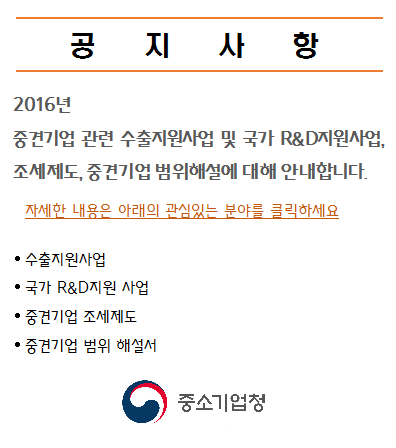 공 지 사 항
2016년
중견기업 관련 수출지원사업 및 국가 R&D지원사업,
조세제도, 중견기업 범위해설에 대해 안내합니다.
자세한 내용은 아래의 관심있는 분야를 클릭하세요
• 수출지원사업
• 국가 R&D지원 사업
• 중견기업 조세제도
• 중견기업 범위 해설서
중소기업청